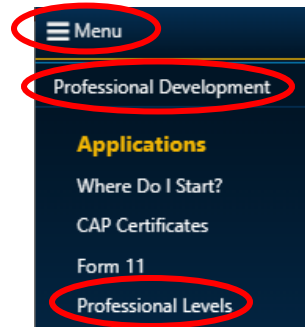 Menu
Professional Development
Applications
Where Do I Start?
CAP Certificates
Form 11
Professional Levels